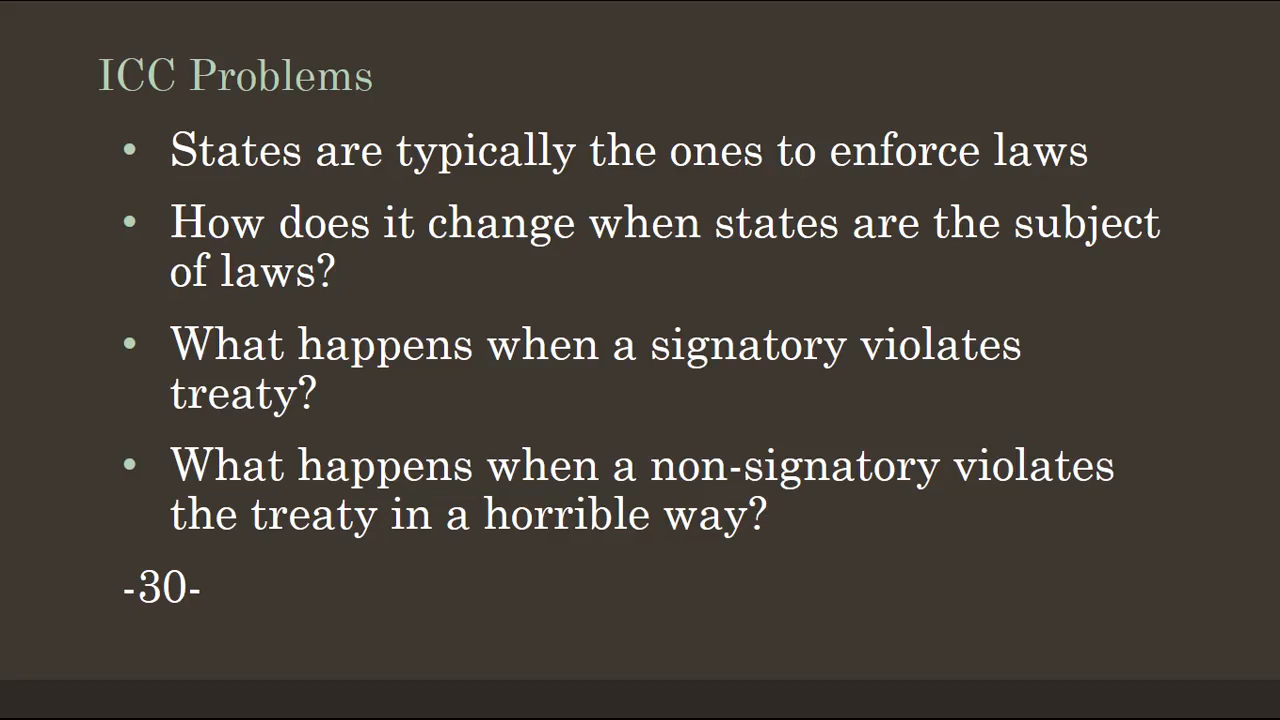 ICC Problems
• States are typically the ones to enforce laws
• How does it change when states are the subject
of laws?
• What happens when a signatory violates
treaty?
• What happens when a non-signatory violates
the treaty in a horrible way?
-30-